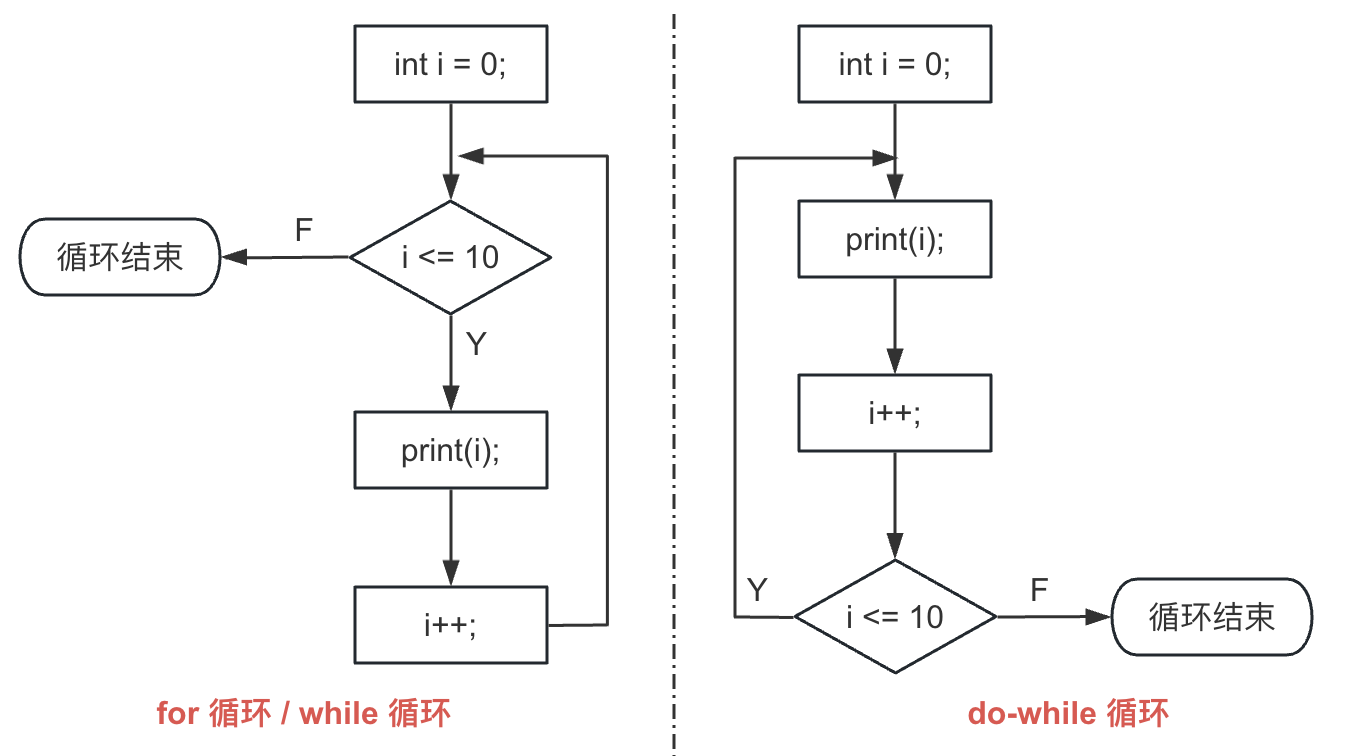 int i = 0;
F
循环结束
i <= 10
Y
print(i);
i++;
for 循环 / while 循环
int i = 0;
print(i);
i++;
Y
i <= 10
F
循环结束
do-while 循环